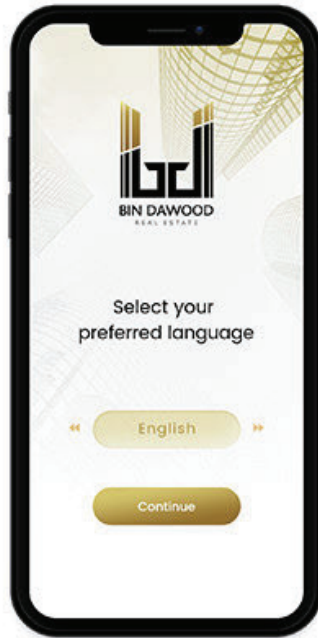 BIN DAWOOD
REAL ESTATE
Select your
preferred language
English
Continue